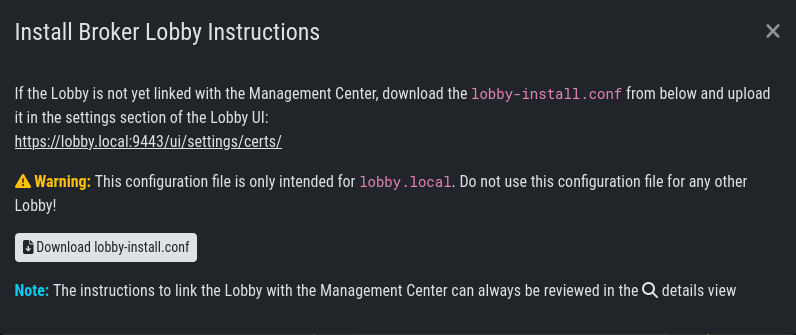 Install Broker Lobby Instructions
If the Lobby is not yet linked with the Management Center, download the lobby-install.conf from below and upload
it in the settings section of the Lobby UI:
https://lobby.local:9443/ui/settings/certs/
Warning: This configuration file is only intended for lobby.local. Do not use this configuration file for any other
Lobby!
Download lobby-install.conf
Note: The instructions to link the Lobby with the Management Center can always be reviewed in the details view